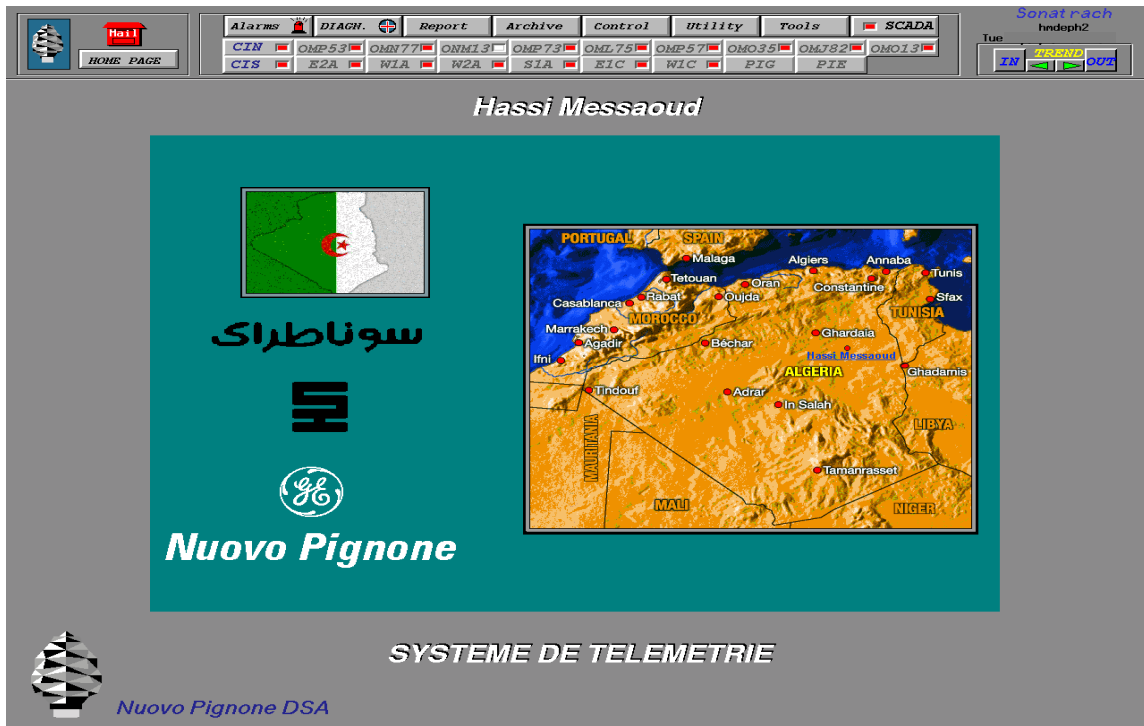 Mail
HOME PAGE
Alarms DIAGN. Report Archive Control Utility Tools SCADA
CIN OMP53 OMN77 ONM13 OMP73 OML75 OMP57 OMO35 OMJ82 OMO13
CIS E2A W1A W2A S1A E1C W1C PIG PIE
Sonatrach
hndeph2
Tue
IN TREND OUT
Hassi Messaoud
سوناطراك
GE
Nuovo Pignone
PORTUGAL SPAIN
Malaga Algiers Annaba
Tetouan Oran Constantine Tunis
Casablanca Rabat Oujda Sfax
MOROCCO TUNISIA
Marrakech Ghardaia
Agadir Béchar
Ifni Hassi Messaoud
ALGERIA Ghadamis
Tindouf Adrar
In Salah
LIBYA
MAURITANIA
Tamanrasset
MALI NIGER
SYSTEME DE TELEMETRIE
Nuovo Pignone DSA